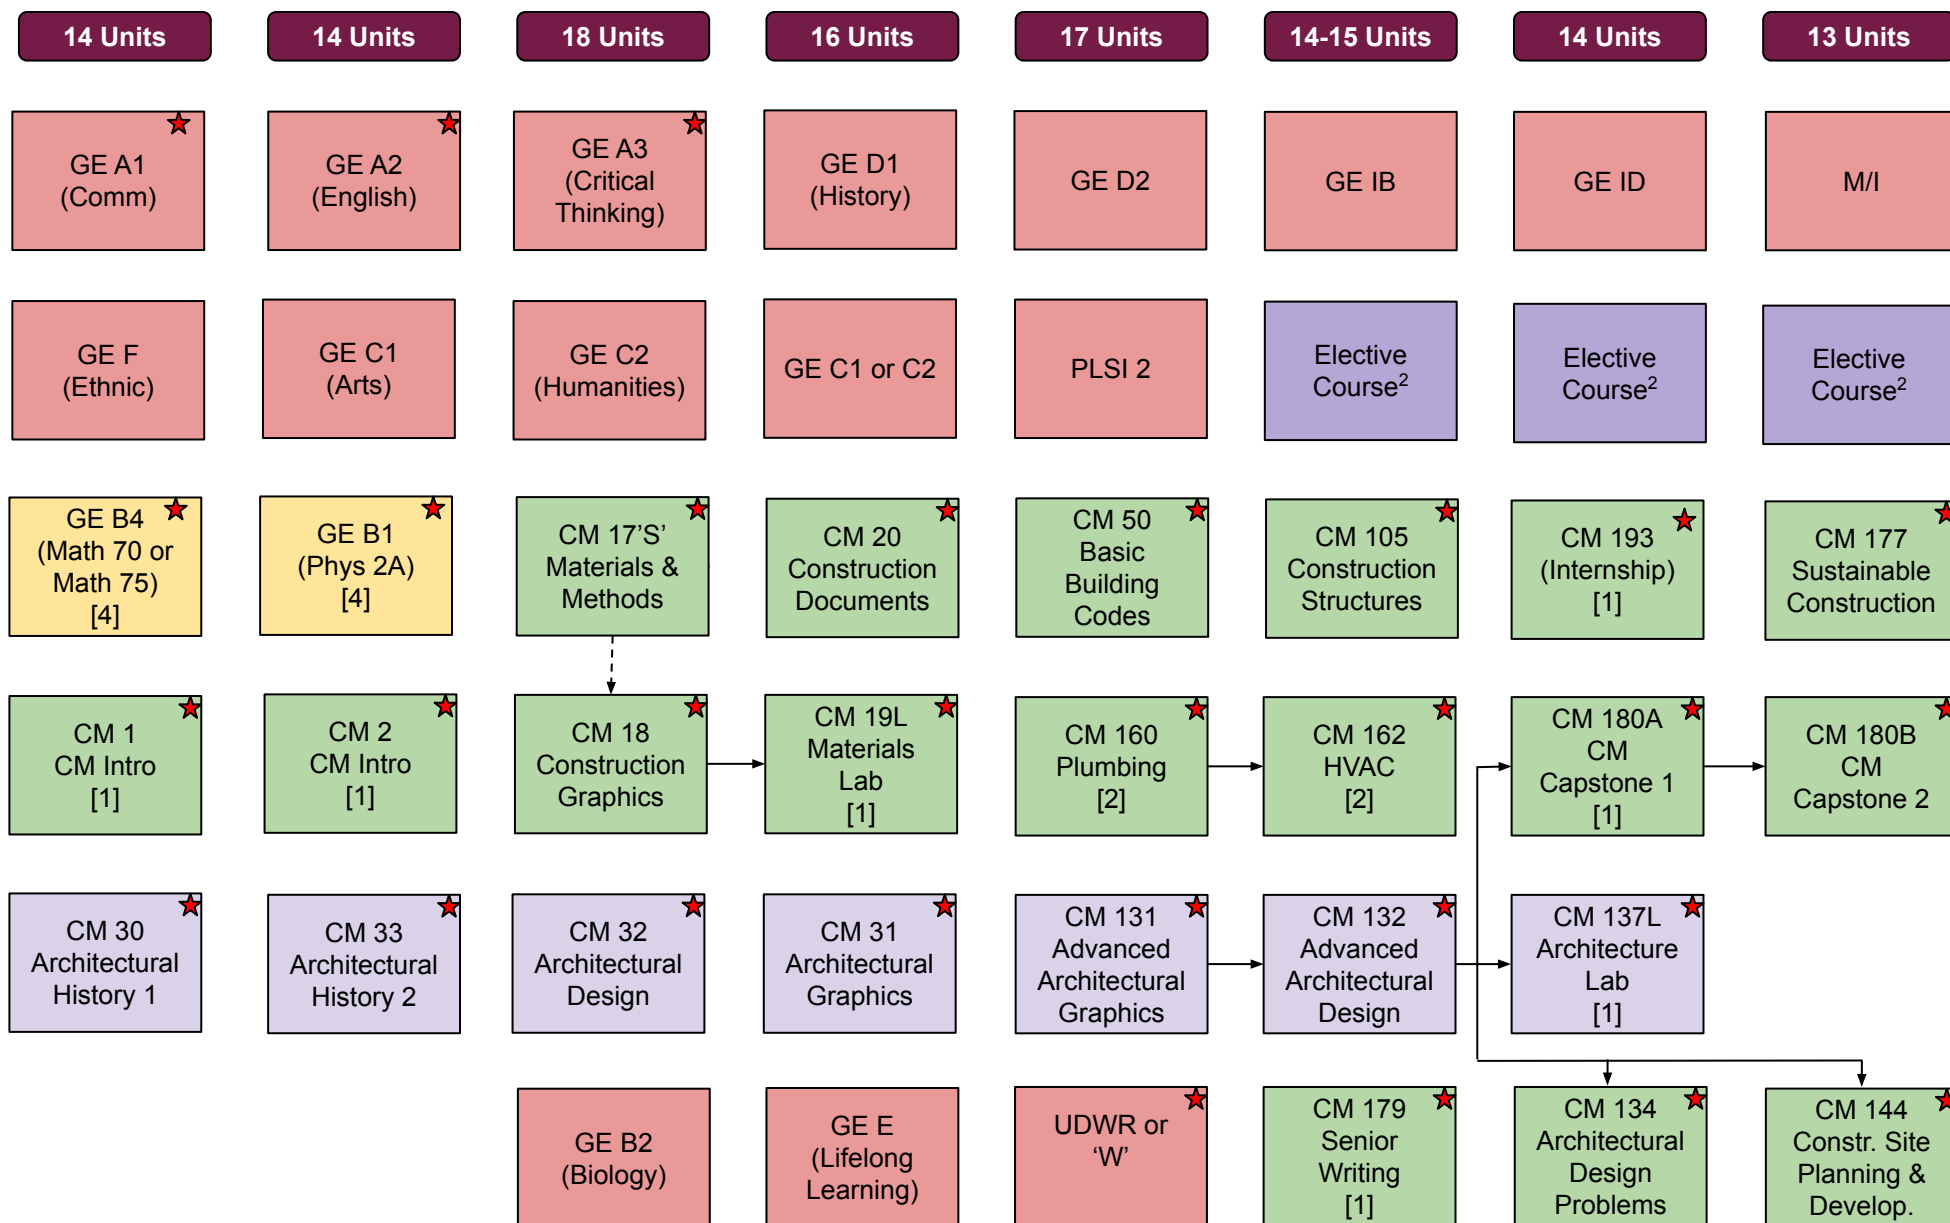 14 Units
14 Units
18 Units
16 Units
17 Units
14-15 Units
14 Units
13 Units
GE A1
(Comm)
GE A2
(English)
GE A3
(Critical
Thinking)
GE D1
(History)
GE D2
GE IB
GE ID
M/I
GE F
(Ethnic)
GE C1
(Arts)
GE C2
(Humanities)
GE C1 or C2
PLSI 2
Elective
Course²
Elective
Course²
Elective
Course²
GE B4
(Math 70 or
Math 75)
[4]
GE B1
(Phys 2A)
[4]
CM 17’S’
Materials &
Methods
CM 20
Construction
Documents
CM 50
Basic
Building
Codes
CM 105
Construction
Structures
CM 193
(Internship)
[1]
CM 177
Sustainable
Construction
CM 1
CM Intro
[1]
CM 2
CM Intro
[1]
CM 18
Construction
Graphics
CM 19L
Materials
Lab
[1]
CM 160
Plumbing
[2]
CM 162
HVAC
[2]
CM 180A
CM
Capstone 1
[1]
CM 180B
CM
Capstone 2
CM 30
Architectural
History 1
CM 33
Architectural
History 2
CM 32
Architectural
Design
CM 31
Architectural
Graphics
CM 131
Advanced
Architectural
Graphics
CM 132
Advanced
Architectural
Design
CM 137L
Architecture
Lab
[1]
GE B2
(Biology)
GE E
(Lifelong
Learning)
UDWR or
‘W’
CM 179
Senior
Writing
[1]
CM 134
Architectural
Design
Problems
CM 144
Constr. Site
Planning &
Develop.